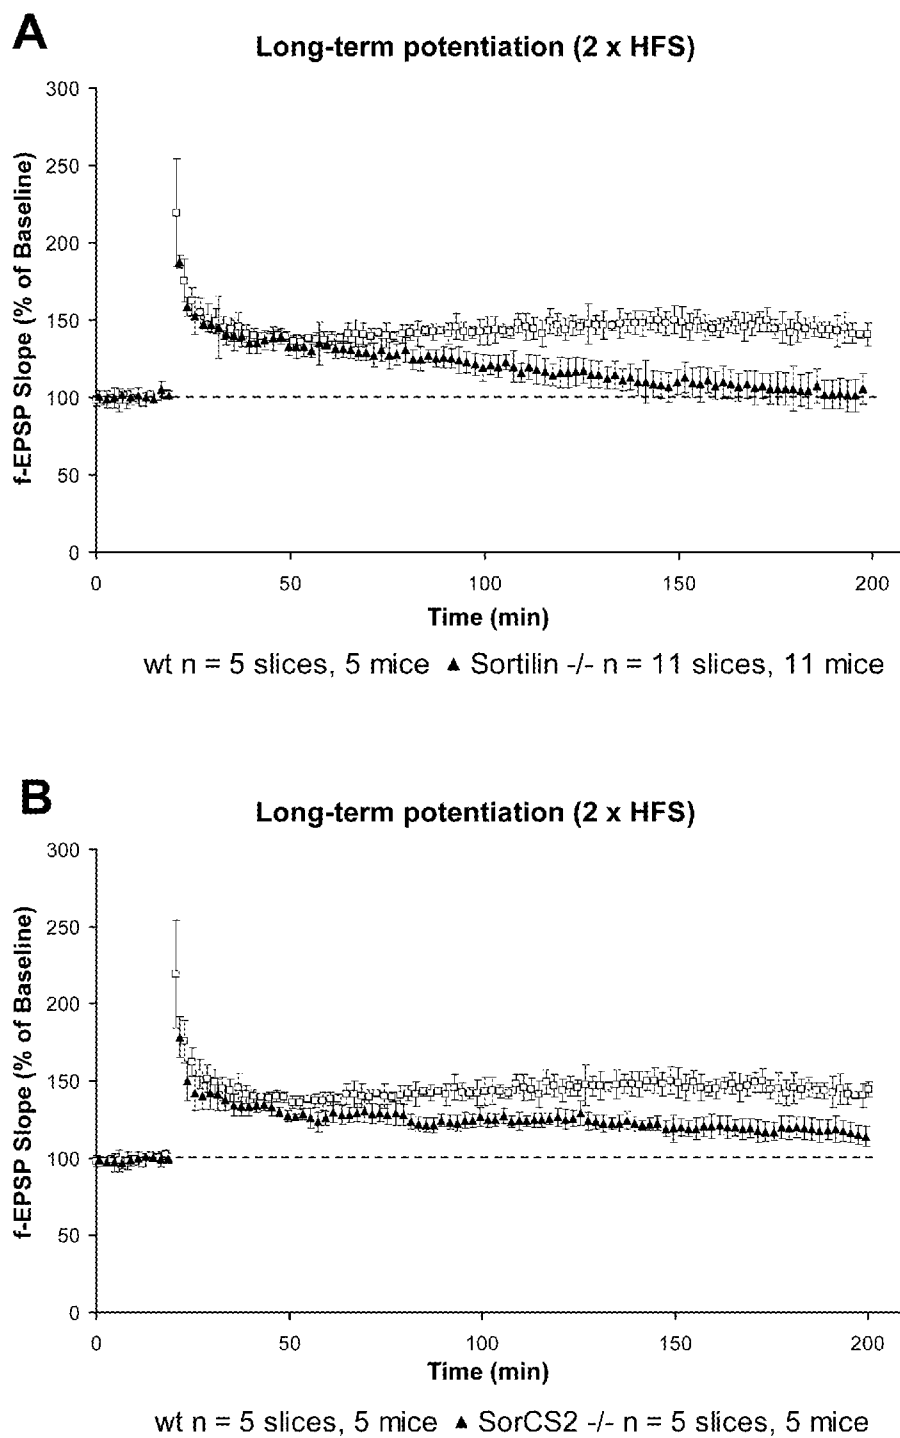 A
Long-term potentiation (2 x HFS)
300
250
200
150
100
50
0
f-EPSP Slope (% of Baseline)
0 50 100 150 200
Time (min)
wt n = 5 slices, 5 mice ▲ Sortilin -/- n = 11 slices, 11 mice
B
Long-term potentiation (2 x HFS)
300
250
200
150
100
50
0
f-EPSP Slope (% of Baseline)
0 50 100 150 200
Time (min)
wt n = 5 slices, 5 mice ▲ SorCS2 -/- n = 5 slices, 5 mice